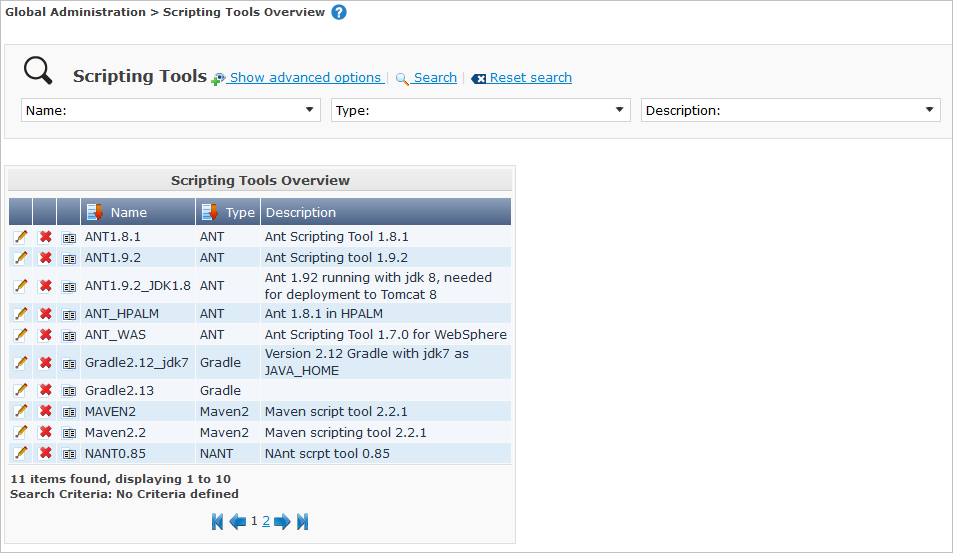 Global Administration > Scripting Tools Overview ?
Scripting Tools Show advanced options | Search | Reset search
Name: Type: Description:
Scripting Tools Overview
Name Type Description
ANT1.8.1 ANT Ant Scripting Tool 1.8.1
ANT1.9.2 ANT Ant Scripting tool 1.9.2
ANT1.9.2_JDK1.8 ANT Ant 1.92 running with jdk 8, needed
for deployment to Tomcat 8
ANT_HPALM ANT Ant 1.8.1 in HPALM
ANT_WAS ANT Ant Scripting Tool 1.7.0 for WebSphere
Gradle2.12_jdk7 Gradle Version 2.12 Gradle with jdk7 as
JAVA_HOME
Gradle2.13 Gradle
MAVEN2 Maven2 Maven script tool 2.2.1
Maven2.2 Maven2 Maven scripting tool 2.2.1
NANT0.85 NANT NAnt scrpt tool 0.85
11 items found, displaying 1 to 10
Search Criteria: No Criteria defined
1 2